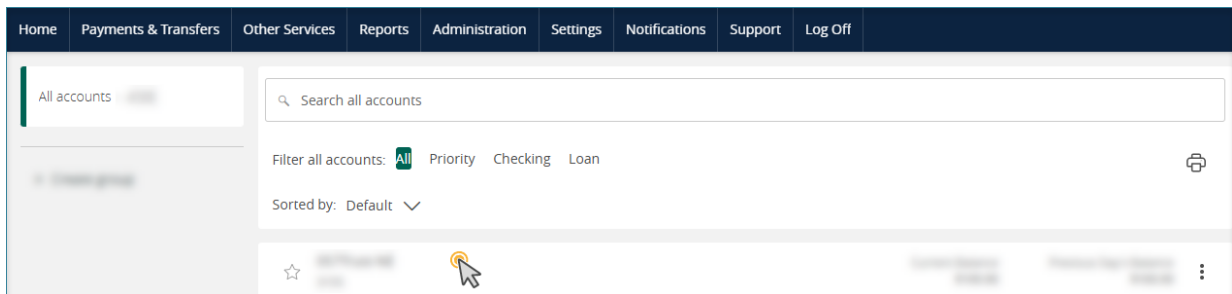 Home Payments & Transfers Other Services Reports Administration Settings Notifications Support Log Off
All accounts
Search all accounts
Filter all accounts: All Priority Checking Loan
Sorted by: Default